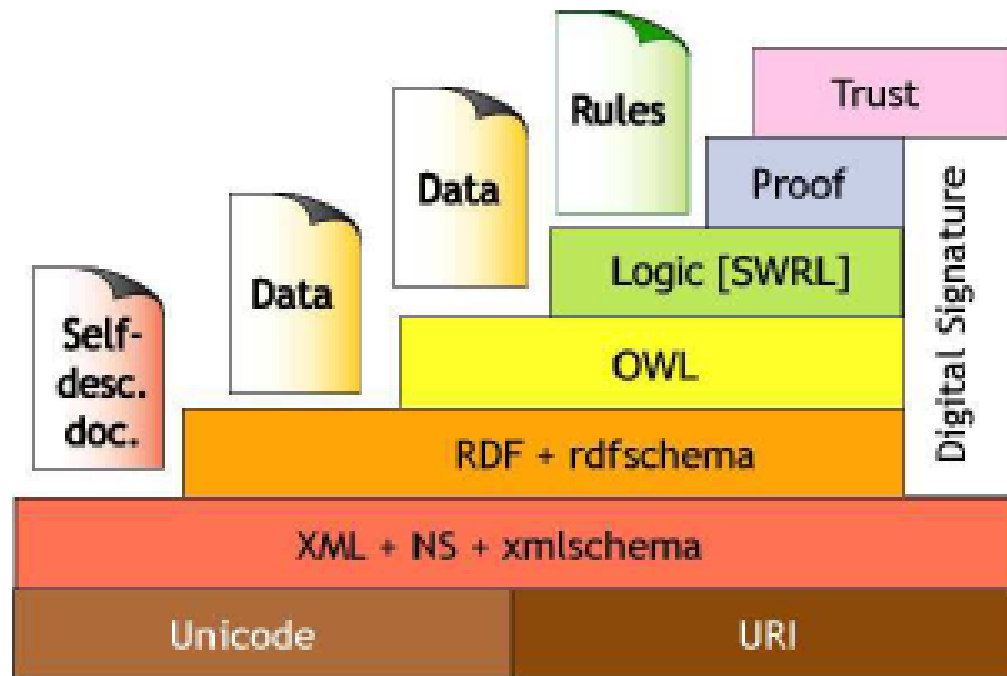 Rules
Trust
Data
Proof
Data
Logic [SWRL]
Self-
desc.
doc.
OWL
Digital Signature
RDF + rdfschema
XML + NS + xmlschema
Unicode
URI